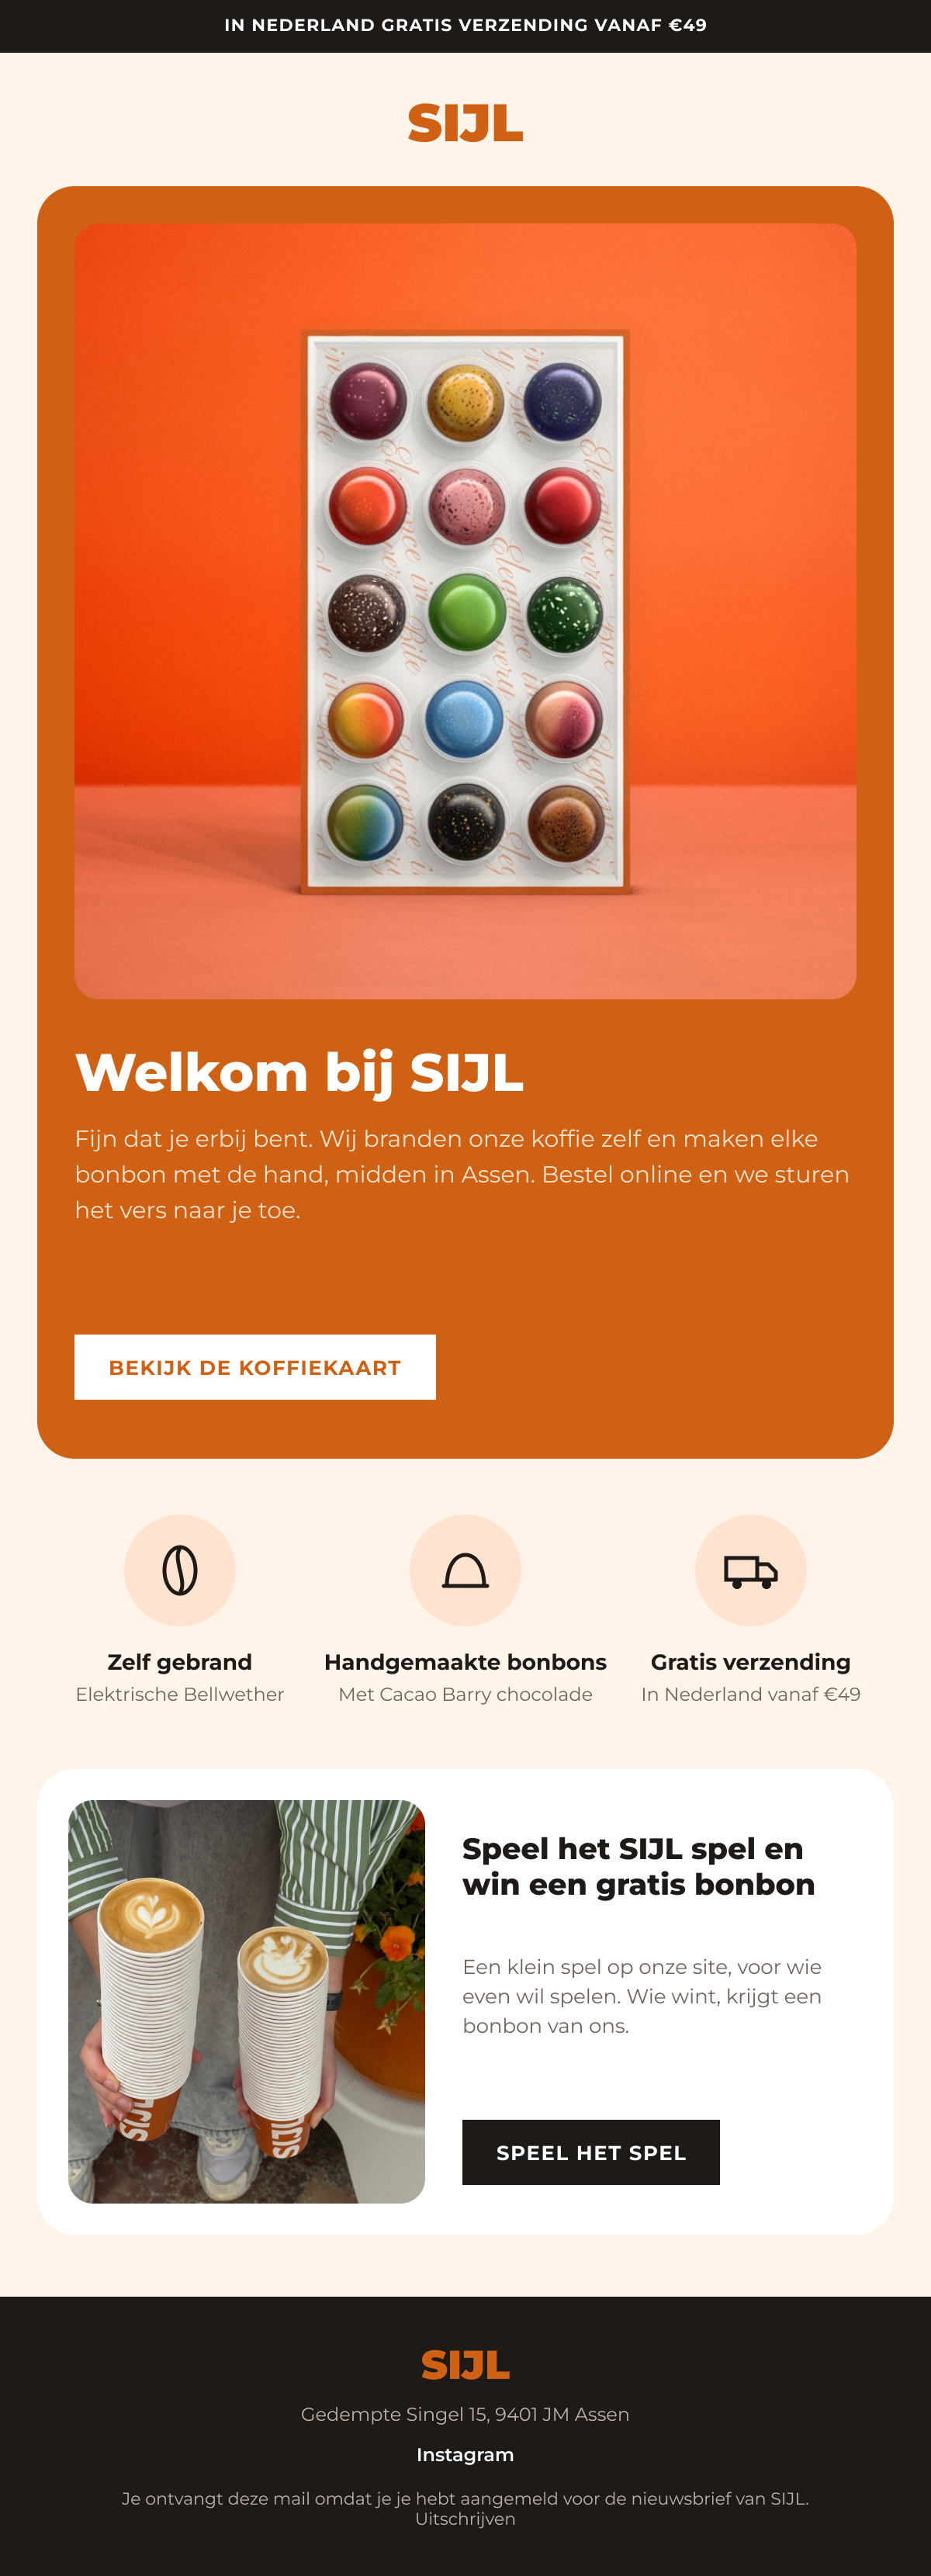 IN NEDERLAND GRATIS VERZENDING VANAF €49
SIJL
Welkom bij SIJL
Fijn dat je erbij bent. Wij branden onze koffie zelf en maken elke
bonbon met de hand, midden in Assen. Bestel online en we sturen
het vers naar je toe.
BEKIJK DE KOFFIEKAART
Zelf gebrand
Elektrische Bellwether
Handgemaakte bonbons
Met Cacao Barry chocolade
Gratis verzending
In Nederland vanaf €49
SIJL
SIJL
Speel het SIJL spel en
win een gratis bonbon
Een klein spel op onze site, voor wie
even wil spelen. Wie wint, krijgt een
bonbon van ons.
SPEEL HET SPEL
SIJL
Gedempte Singel 15, 9401 JM Assen
Instagram
Je ontvangt deze mail omdat je je hebt aangemeld voor de nieuwsbrief van SIJL.
Uitschrijven